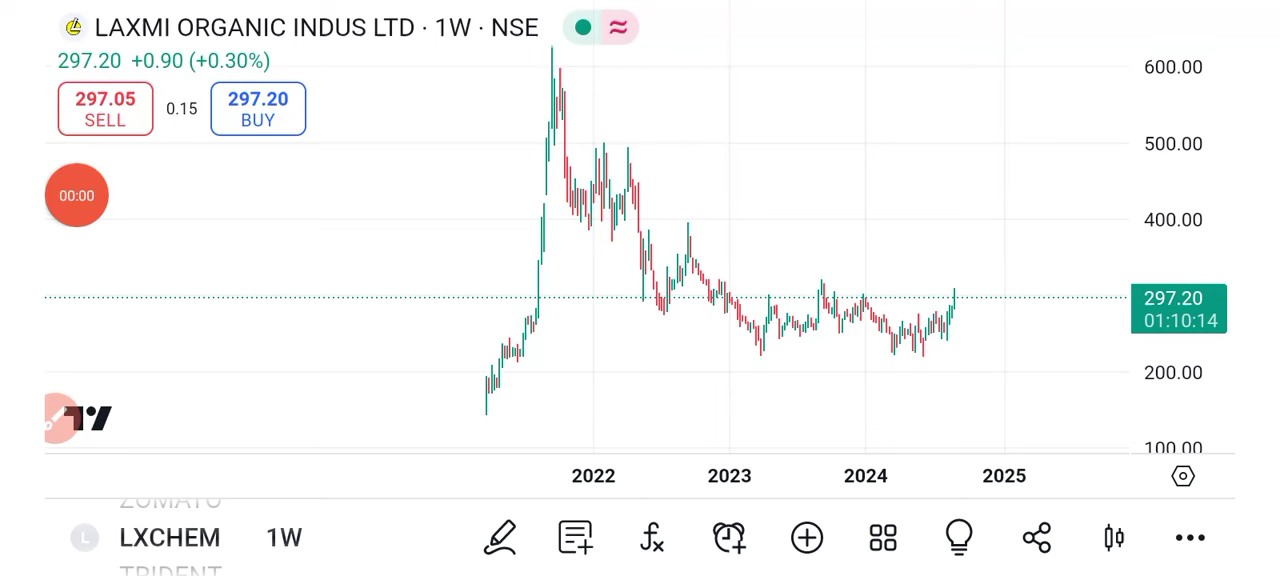 LAXMI ORGANIC INDUS LTD · 1W · NSE
297.20 +0.90 (+0.30%)
297.05
SELL
0.15
297.20
BUY
00:00
600.00
500.00
400.00
297.20
01:10:14
200.00
100.00
2022 2023 2024 2025
ZOMATO
LXCHEM 1W
TRIDENT